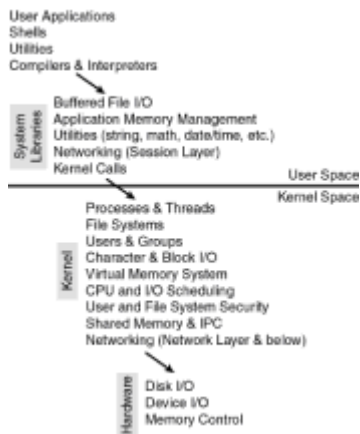 User Applications
Shells
Utilities
Compilers & Interpreters
System
Libraries
Buffered File I/O
Application Memory Management
Utilities (string, math, date/time, etc.)
Networking (Session Layer)
Kernel Calls
User Space
Kernel Space
Kernel
Processes & Threads
File Systems
Users & Groups
Character & Block I/O
Virtual Memory System
CPU and I/O Scheduling
User and File System Security
Shared Memory & IPC
Networking (Network Layer & below)
Hardware
Disk I/O
Device I/O
Memory Control